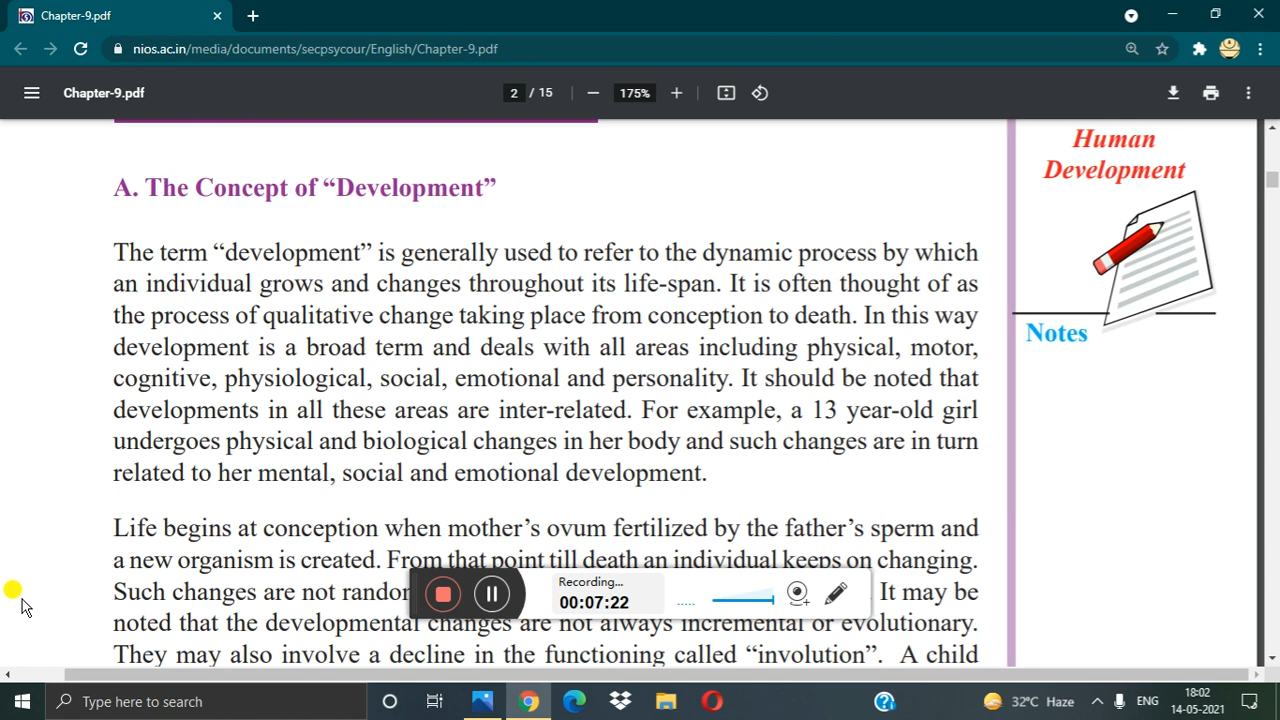 Chapter-9.pdf
nios.ac.in/media/documents/secpsycour/English/Chapter-9.pdf
Chapter-9.pdf
2 / 15
175%
Human
Development
A. The Concept of “Development”
The term “development” is generally used to refer to the dynamic process by which
an individual grows and changes throughout its life-span. It is often thought of as
the process of qualitative change taking place from conception to death. In this way
development is a broad term and deals with all areas including physical, motor,
cognitive, physiological, social, emotional and personality. It should be noted that
developments in all these areas are inter-related. For example, a 13 year-old girl
undergoes physical and biological changes in her body and such changes are in turn
related to her mental, social and emotional development.
Notes
Life begins at conception when mother’s ovum fertilized by the father’s sperm and
a new organism is created. From that point till death an individual keeps on changing.
Such changes are not random It may be
noted that the developmental changes are not always incremental or evolutionary.
They may also involve a decline in the functioning called “involution”. A child
Recording...
00:07:22
Type here to search
32°C Haze
ENG
18:02
14-05-2021